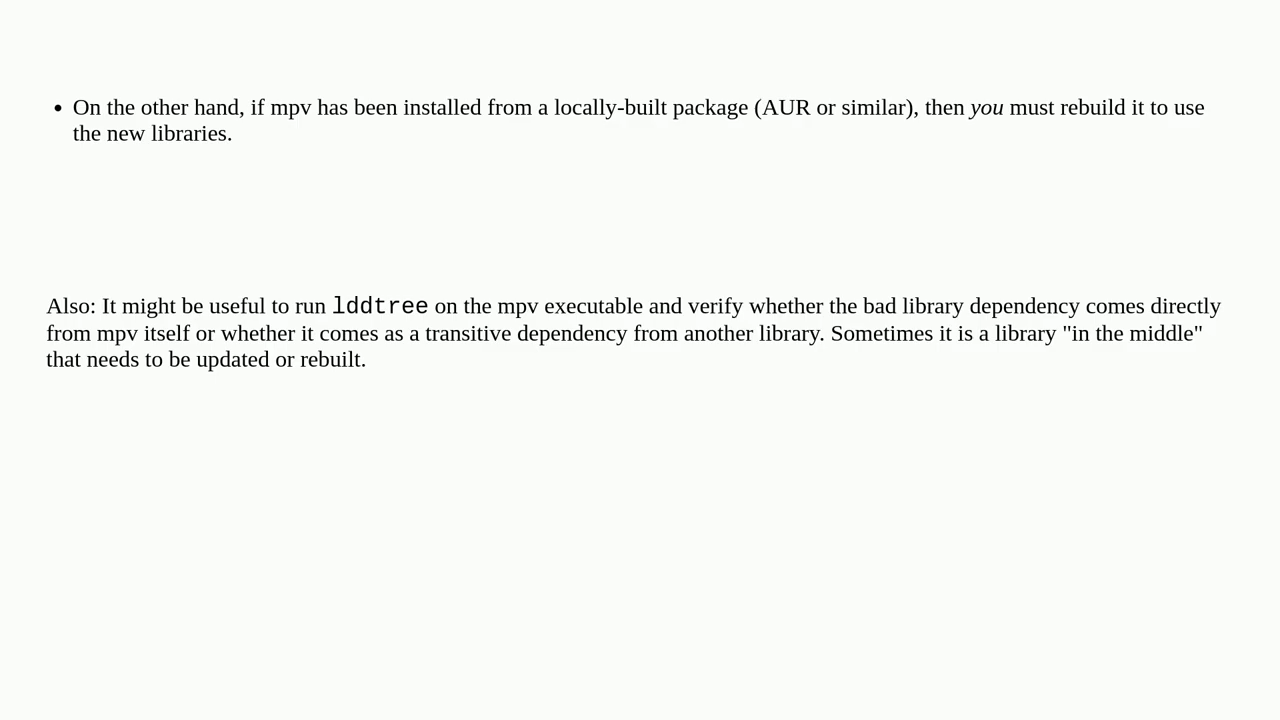 • On the other hand, if mpv has been installed from a locally-built package (AUR or similar), then you must rebuild it to use
the new libraries.
Also: It might be useful to run lddtree on the mpv executable and verify whether the bad library dependency comes directly
from mpv itself or whether it comes as a transitive dependency from another library. Sometimes it is a library "in the middle"
that needs to be updated or rebuilt.